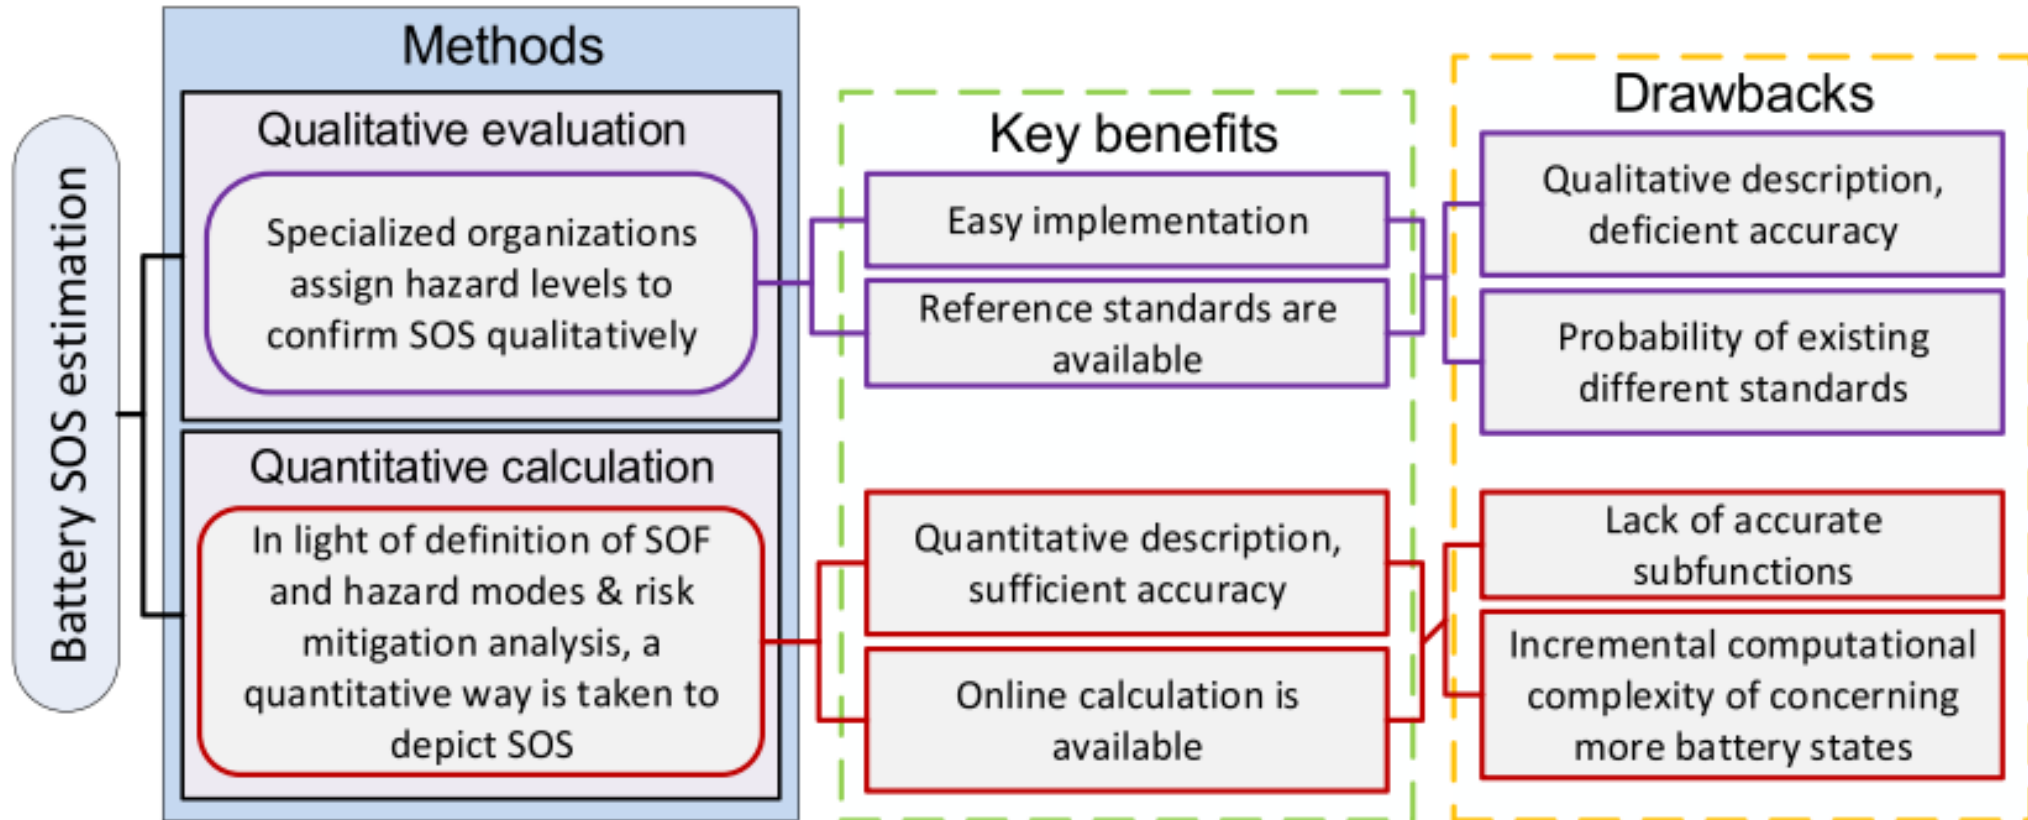 Battery SOS estimation
Methods
Qualitative evaluation
Specialized organizations
assign hazard levels to
confirm SOS qualitatively
Quantitative calculation
In light of definition of SOF
and hazard modes & risk
mitigation analysis, a
quantitative way is taken to
depict SOS
Key benefits
Easy implementation
Reference standards are
available
Quantitative description,
sufficient accuracy
Online calculation is
available
Drawbacks
Qualitative description,
deficient accuracy
Probability of existing
different standards
Lack of accurate
subfunctions
Incremental computational
complexity of concerning
more battery states